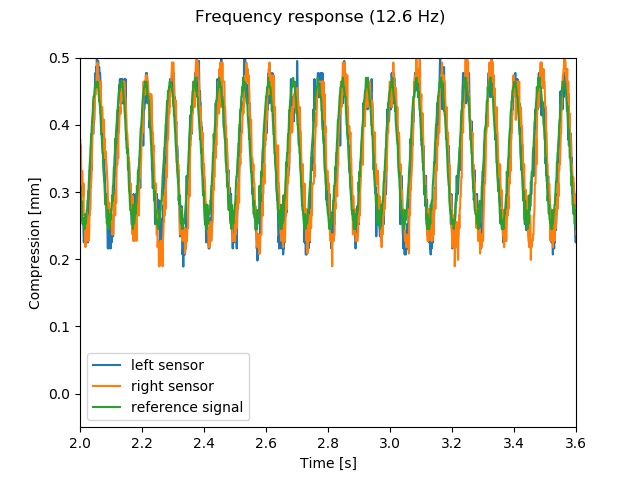 Frequency response (12.6 Hz)
0.5
0.4
0.3
0.2
0.1
0.0
Compression [mm]
left sensor
right sensor
reference signal
2.0 2.2 2.4 2.6 2.8 3.0 3.2 3.4 3.6
Time [s]